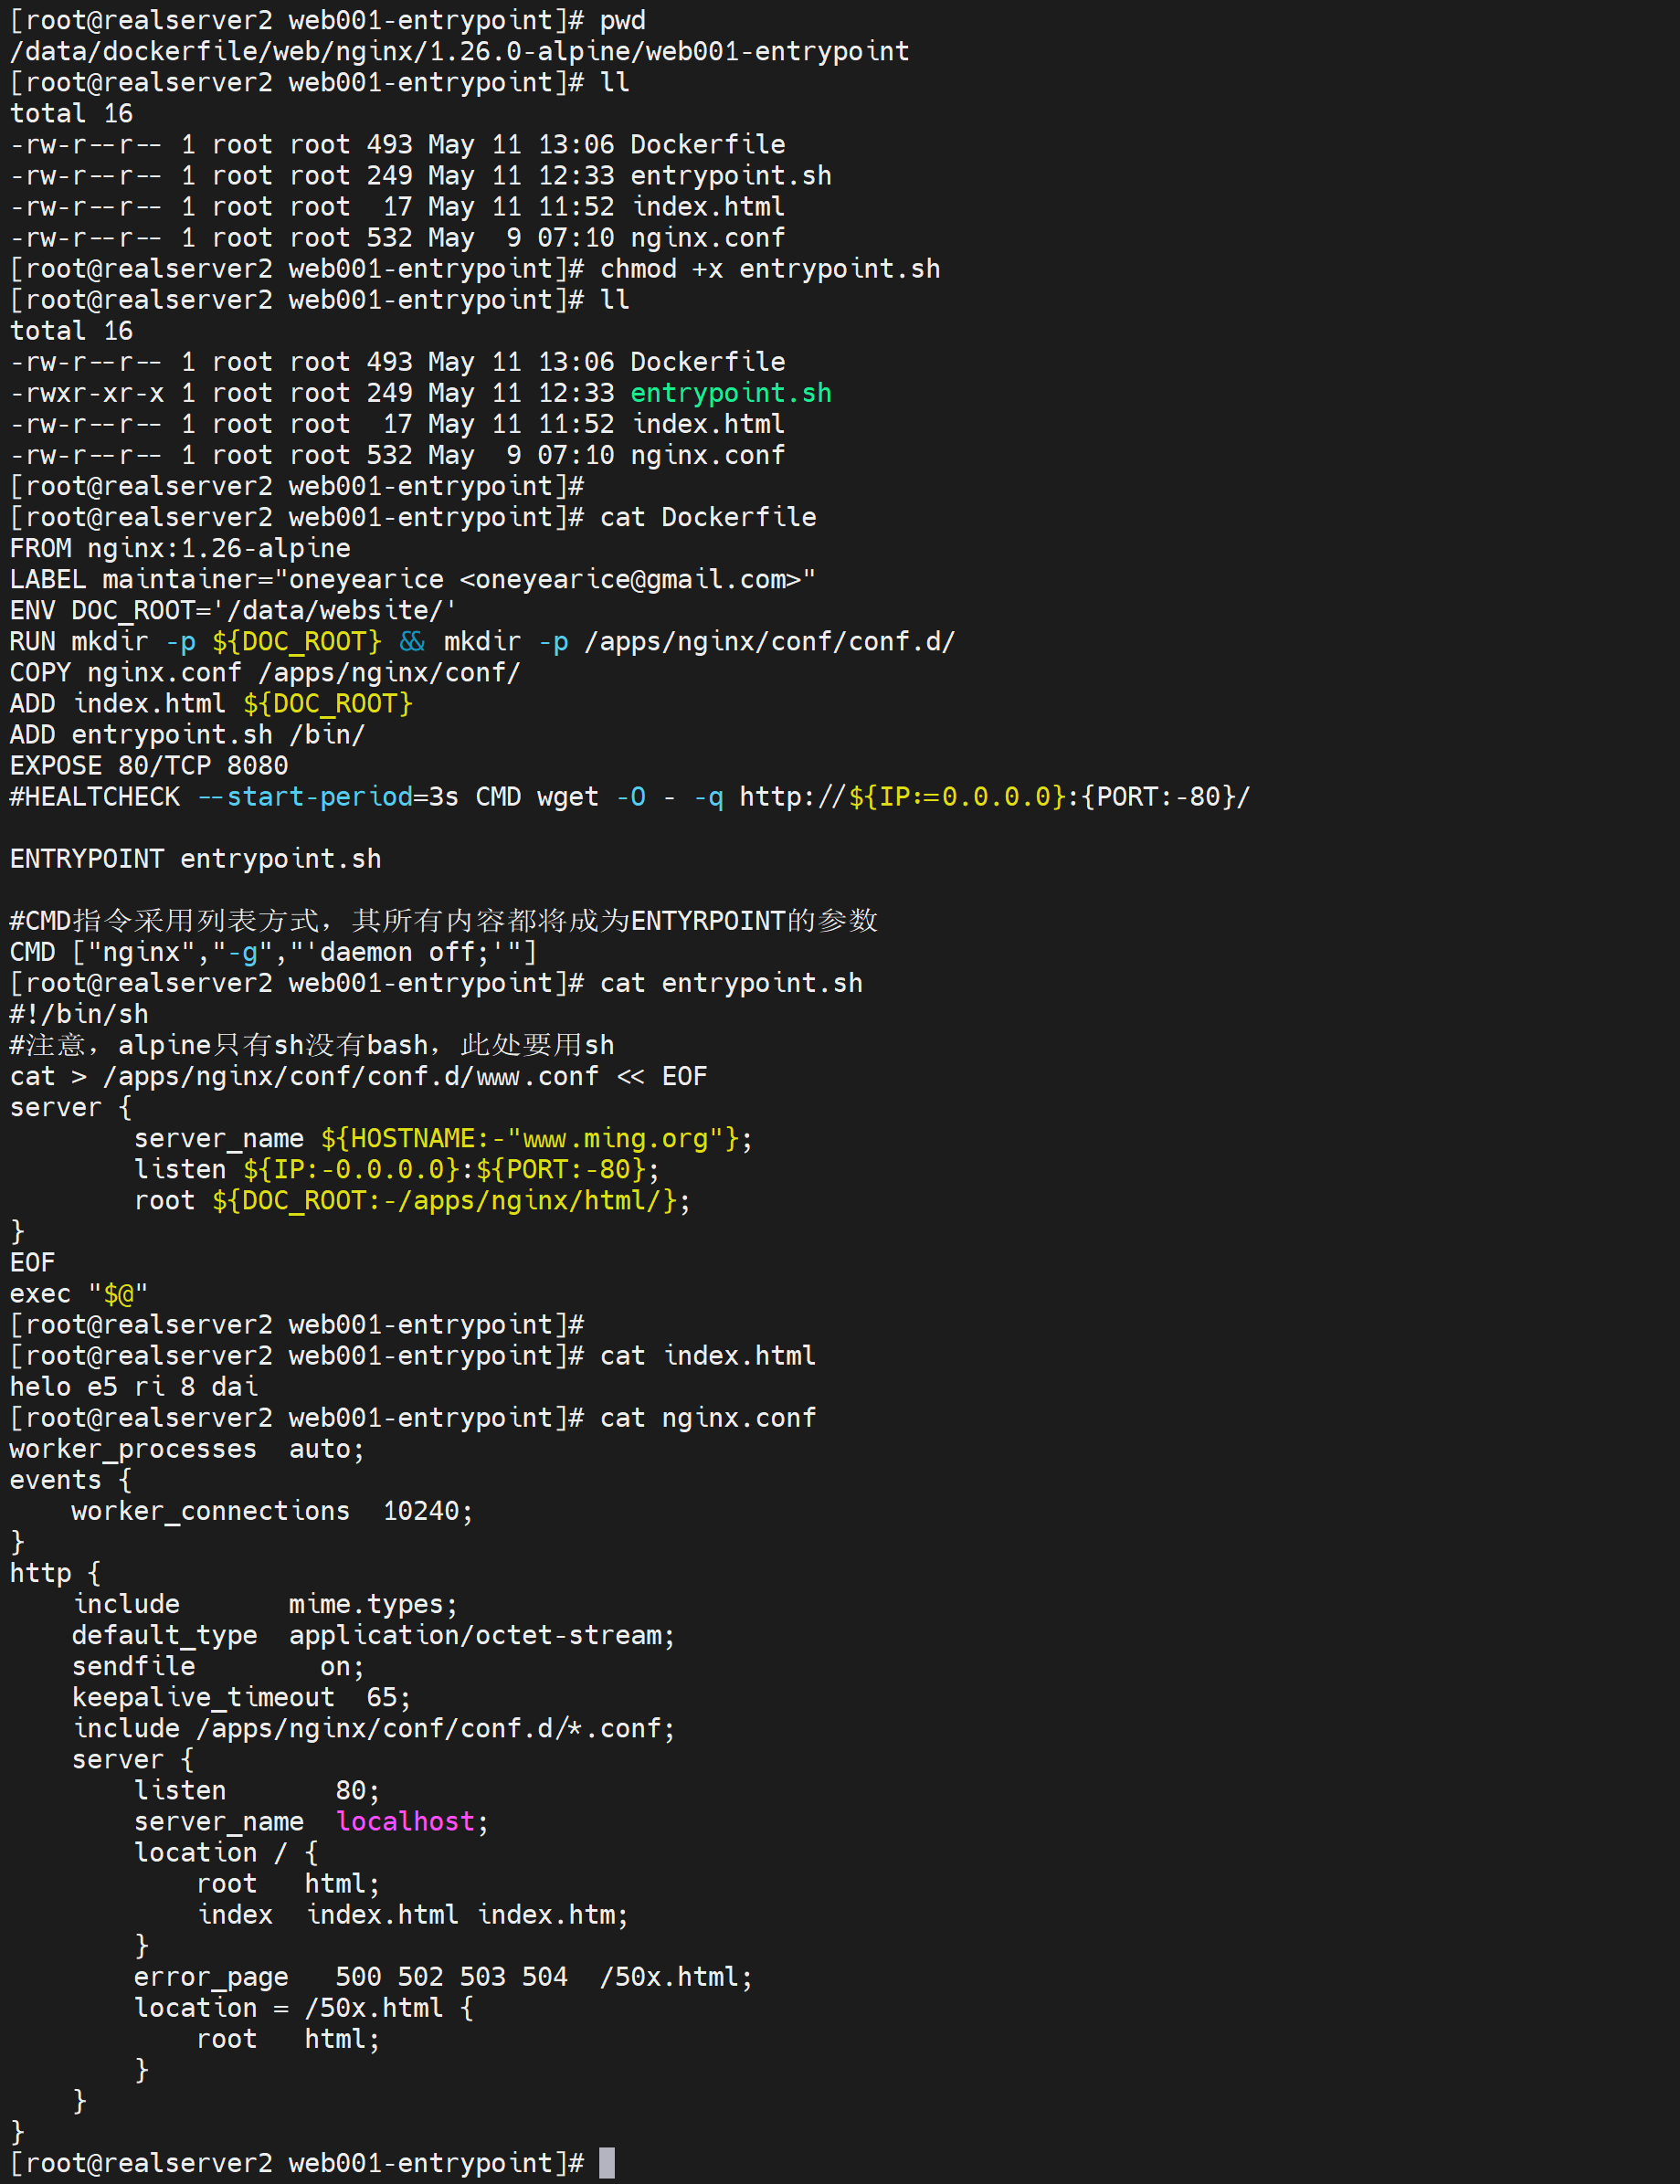 [root@realserver2 web001-entrypoint]# pwd
/data/dockerfile/web/nginx/1.26.0-alpine/web001-entrypoint
[root@realserver2 web001-entrypoint]# ll
total 16
-rw-r--r-- 1 root root 493 May 11 13:06 Dockerfile
-rw-r--r-- 1 root root 249 May 11 12:33 entrypoint.sh
-rw-r--r-- 1 root root  17 May 11 11:52 index.html
-rw-r--r-- 1 root root 532 May  9 07:10 nginx.conf
[root@realserver2 web001-entrypoint]# chmod +x entrypoint.sh
[root@realserver2 web001-entrypoint]# ll
total 16
-rw-r--r-- 1 root root 493 May 11 13:06 Dockerfile
-rwxr-xr-x 1 root root 249 May 11 12:33 entrypoint.sh
-rw-r--r-- 1 root root  17 May 11 11:52 index.html
-rw-r--r-- 1 root root 532 May  9 07:10 nginx.conf
[root@realserver2 web001-entrypoint]#
[root@realserver2 web001-entrypoint]# cat Dockerfile
FROM nginx:1.26-alpine
LABEL maintainer="oneyearice <oneyearice@gmail.com>"
ENV DOC_ROOT='/data/website/'
RUN mkdir -p ${DOC_ROOT} && mkdir -p /apps/nginx/conf/conf.d/
COPY nginx.conf /apps/nginx/conf/
ADD index.html ${DOC_ROOT}
ADD entrypoint.sh /bin/
EXPOSE 80/TCP 8080
#HEALTCHECK --start-period=3s CMD wget -O - -q http://${IP:=0.0.0.0}:{PORT:-80}/

ENTRYPOINT entrypoint.sh

#CMD指令采用列表方式，其所有内容都将成为ENTYRPOINT的参数
CMD ["nginx","-g","'daemon off;'"]
[root@realserver2 web001-entrypoint]# cat entrypoint.sh
#!/bin/sh
#注意，alpine只有sh没有bash，此处要用sh
cat > /apps/nginx/conf/conf.d/www.conf << EOF
server {
        server_name ${HOSTNAME:-"www.ming.org"};
        listen ${IP:-0.0.0.0}:${PORT:-80};
        root ${DOC_ROOT:-/apps/nginx/html/};
}
EOF
exec "$@"
[root@realserver2 web001-entrypoint]#
[root@realserver2 web001-entrypoint]# cat index.html
helo e5 ri 8 dai
[root@realserver2 web001-entrypoint]# cat nginx.conf
worker_processes  auto;
events {
    worker_connections  10240;
}
http {
    include       mime.types;
    default_type  application/octet-stream;
    sendfile        on;
    keepalive_timeout  65;
    include /apps/nginx/conf/conf.d/*.conf;
    server {
        listen       80;
        server_name  localhost;
        location / {
            root   html;
            index  index.html index.htm;
        }
        error_page   500 502 503 504  /50x.html;
        location = /50x.html {
            root   html;
        }
    }
}
[root@realserver2 web001-entrypoint]#